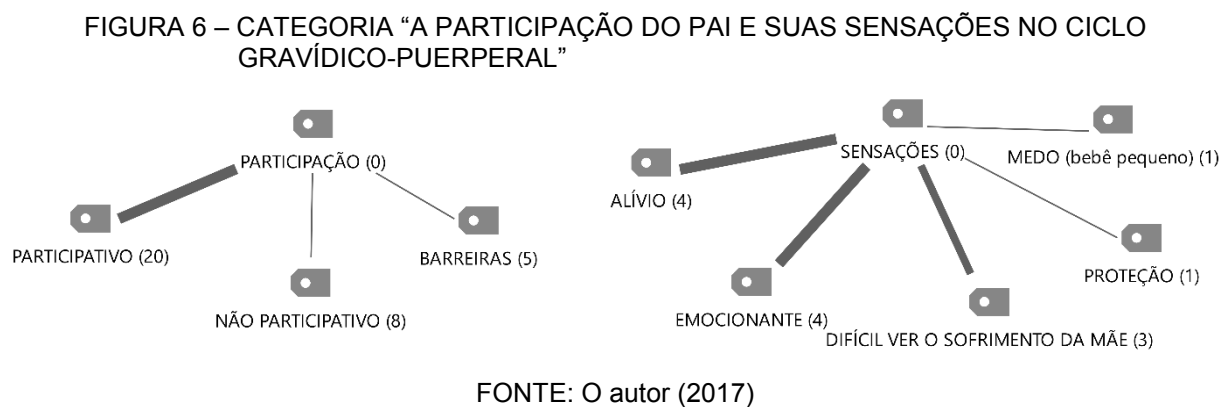 FIGURA 6 – CATEGORIA “A PARTICIPAÇÃO DO PAI E SUAS SENSAÇÕES NO CICLO
GRAVÍDICO-PUERPERAL”
PARTICIPAÇÃO (0)
PARTICIPATIVO (20)
BARREIRAS (5)
NÃO PARTICIPATIVO (8)
SENSAÇÕES (0)
MEDO (bebê pequeno) (1)
ALÍVIO (4)
PROTEÇÃO (1)
EMOCIONANTE (4)
DIFÍCIL VER O SOFRIMENTO DA MÃE (3)
FONTE: O autor (2017)